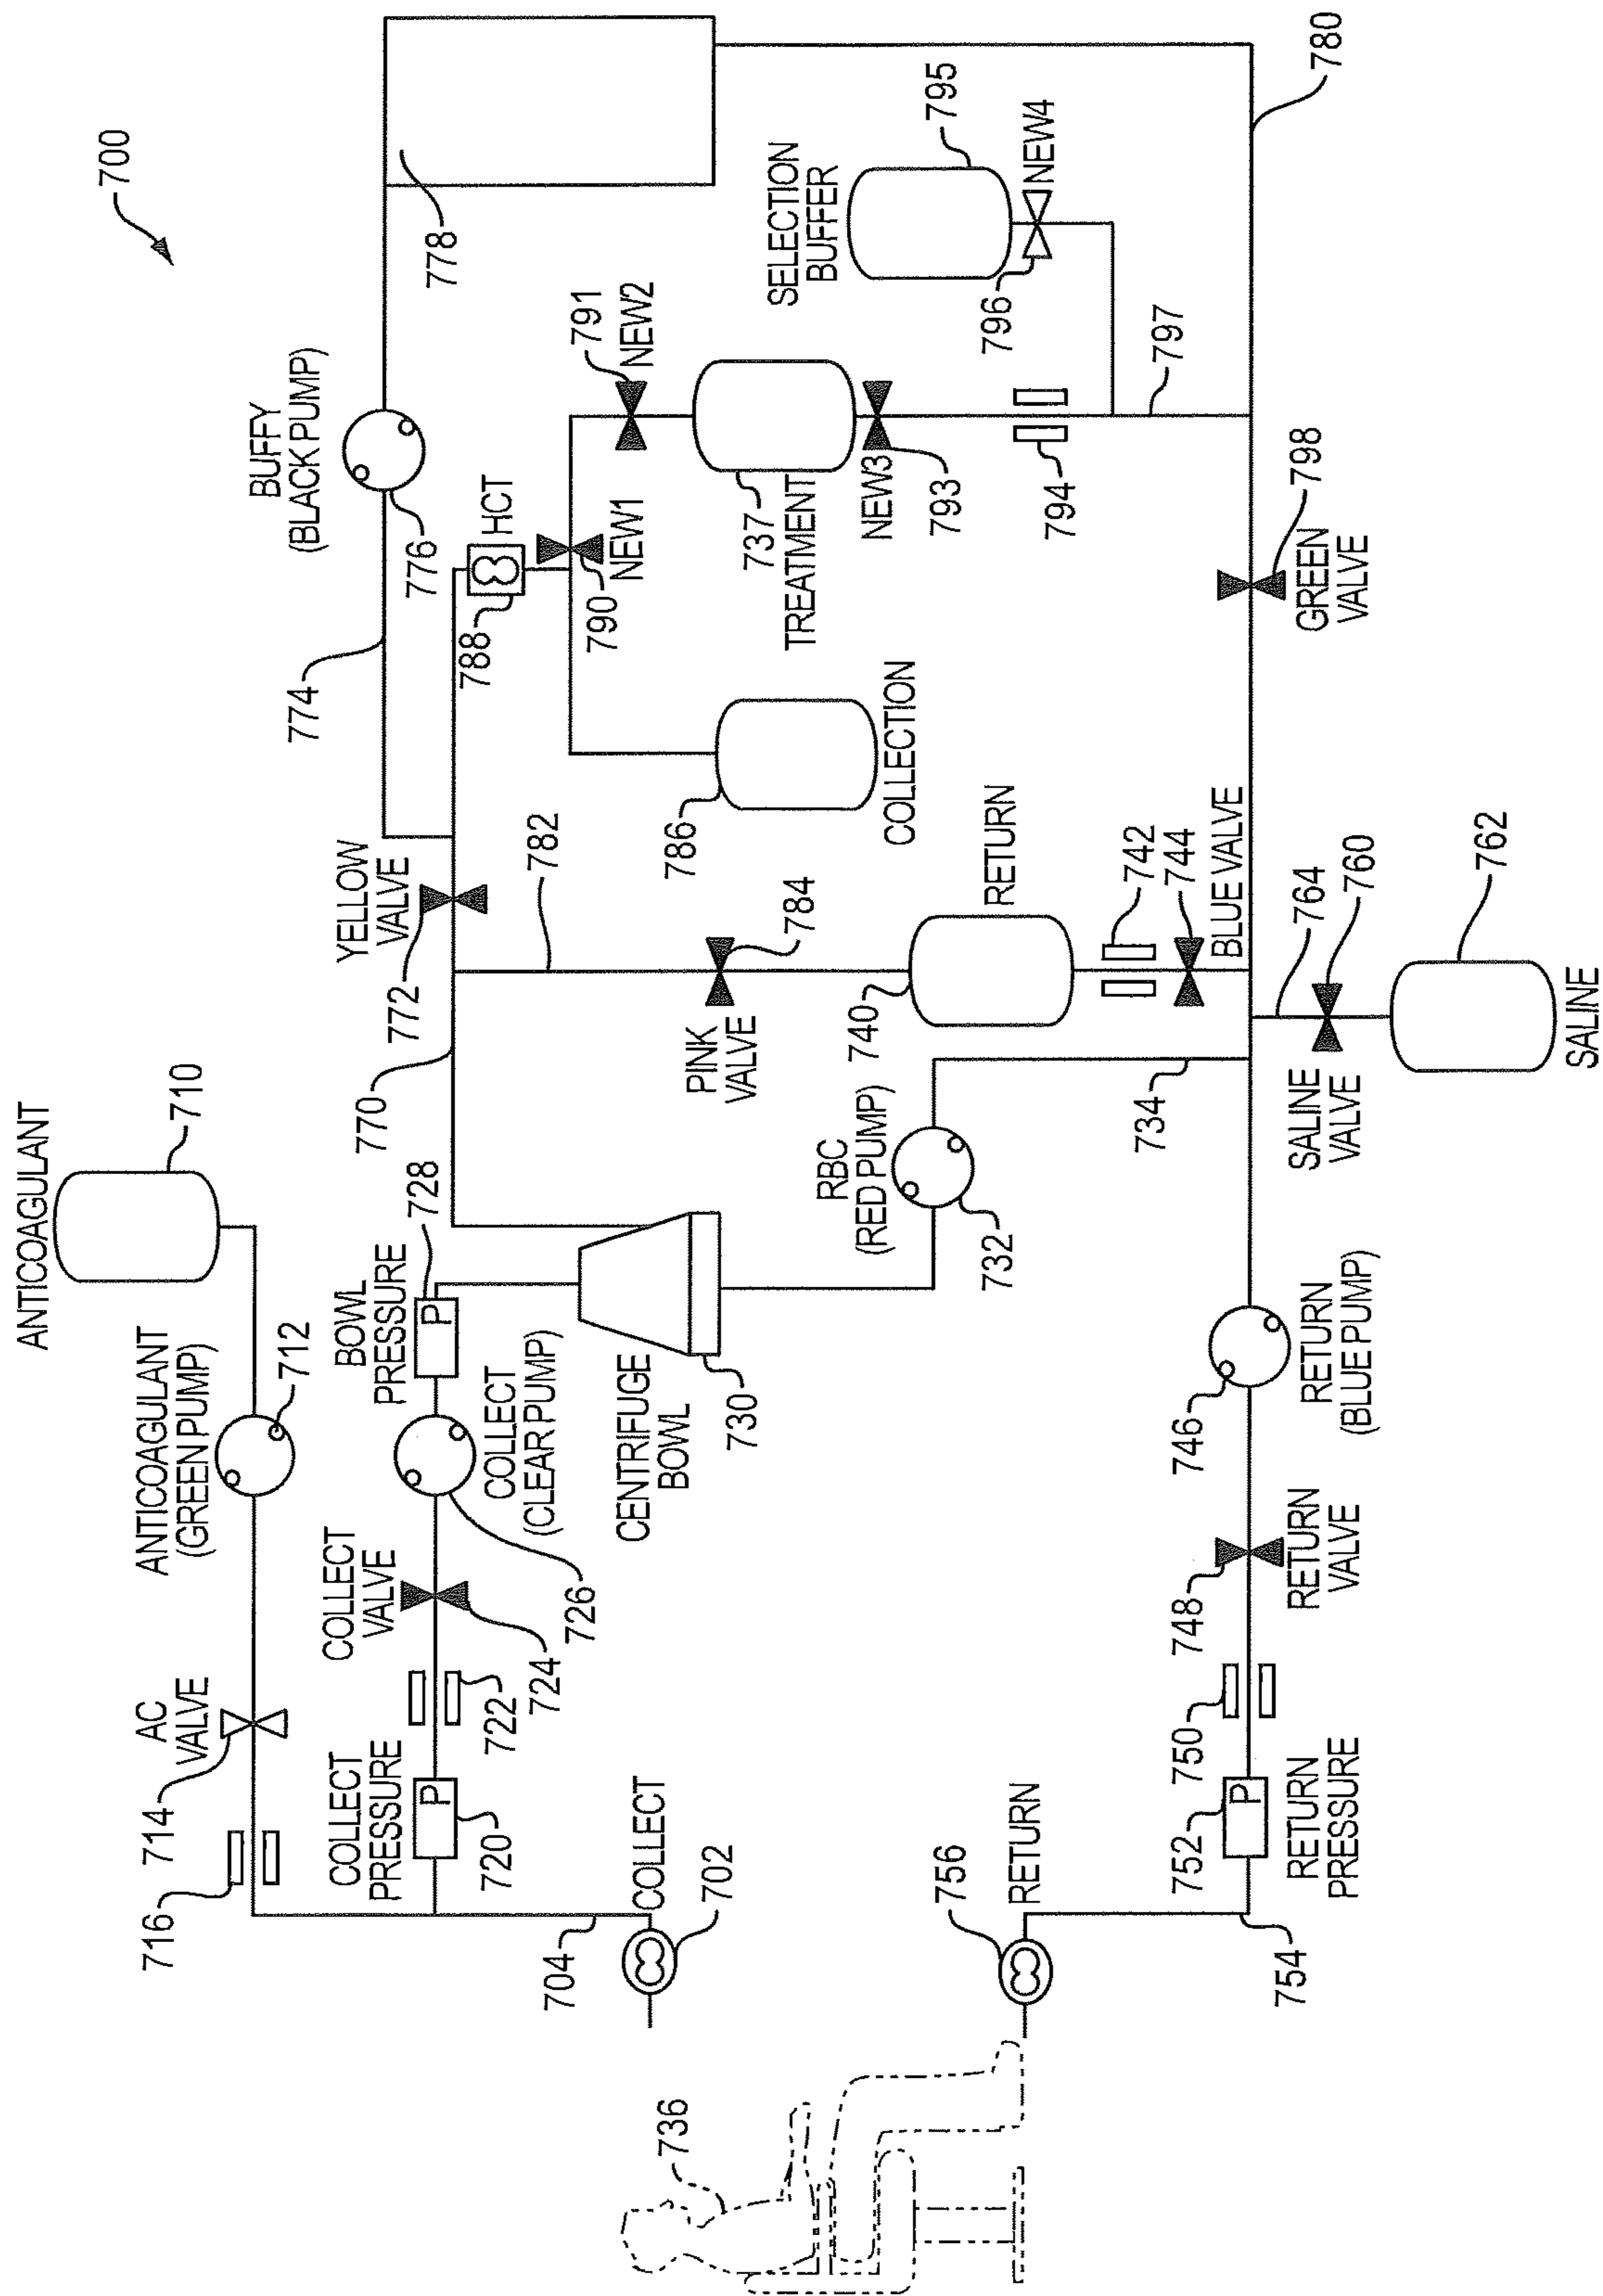 700
ANTICOAGULANT
710
ANTICOAGULANT
(GREEN PUMP)
712
AC
VALVE
714
716
COLLECT
PRESSURE
720
722
COLLECT
VALVE
724
COLLECT
(CLEAR PUMP)
726
BOWL
PRESSURE
728
P
P
COLLECT
702
704
CENTRIFUGE
BOWL
730
770
YELLOW
VALVE
772
774
BUFFY
(BLACK PUMP)
776
778
780
782
PINK
VALVE
784
HCT
788
NEW1
790
791
NEW2
COLLECTION
786
TREATMENT
737
NEW3
793
794
SELECTION
BUFFER
795
NEW4
796
797
GREEN
VALVE
798
RETURN
740
742
744
BLUE VALVE
RBC
(RED PUMP)
732
734
SALINE
VALVE
760
764
762
SALINE
RETURN
(BLUE PUMP)
746
RETURN
VALVE
748
750
RETURN
PRESSURE
752
P
754
RETURN
756
736